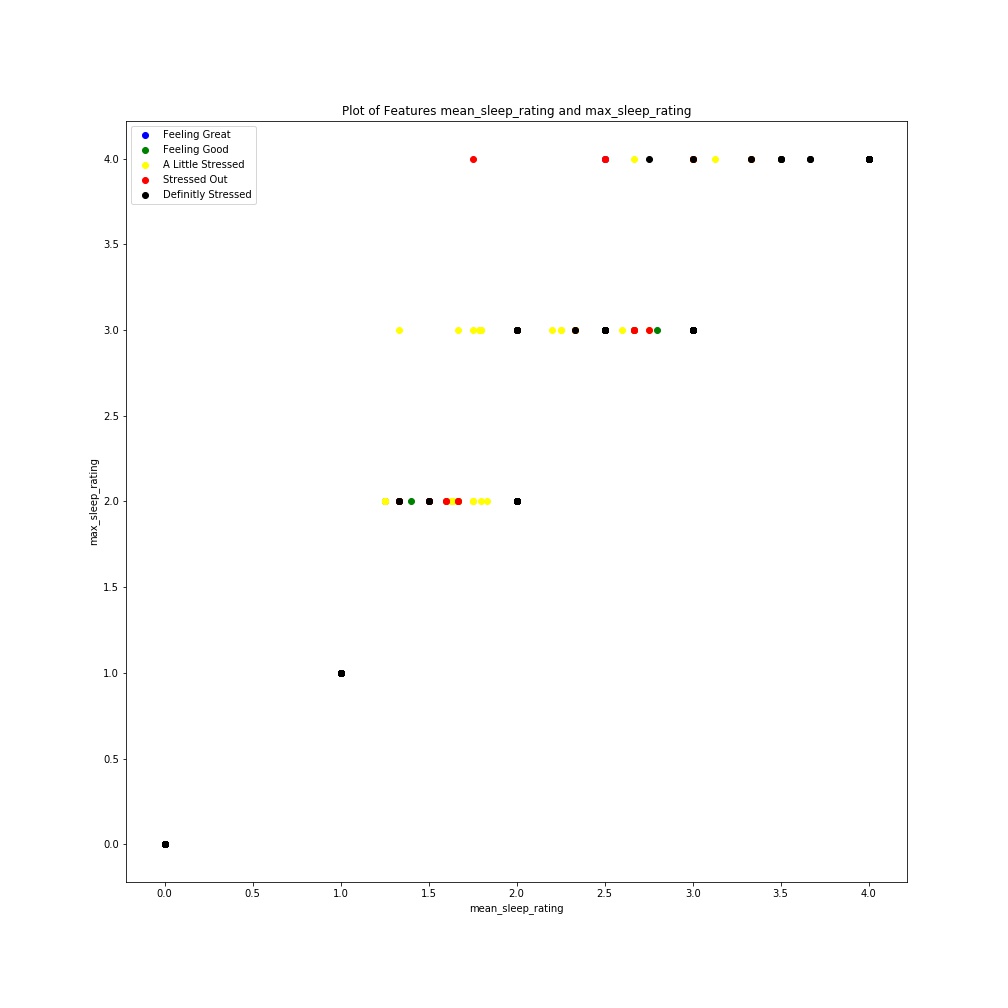 Plot of Features mean_sleep_rating and max_sleep_rating
Feeling Great
Feeling Good
A Little Stressed
Stressed Out
Definitly Stressed
4.0
3.5
3.0
2.5
2.0
1.5
1.0
0.5
0.0
max_sleep_rating
0.0 0.5 1.0 1.5 2.0 2.5 3.0 3.5 4.0
mean_sleep_rating